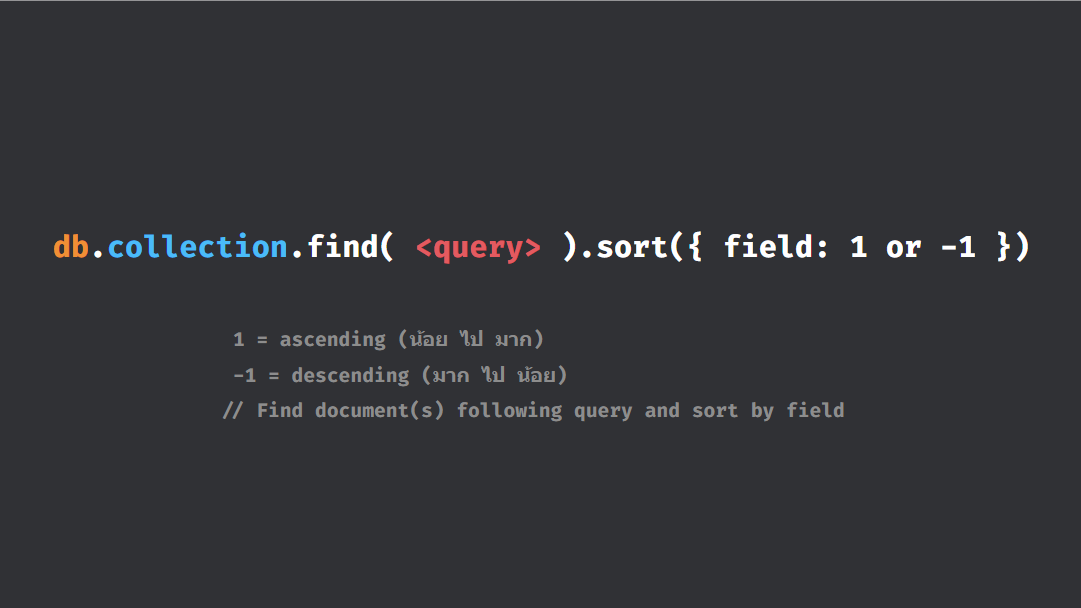 db.collection.find( <query> ).sort({ field: 1 or -1 })
1 = ascending (น้อย ไป มาก)
-1 = descending (มาก ไป น้อย)
// Find document(s) following query and sort by field